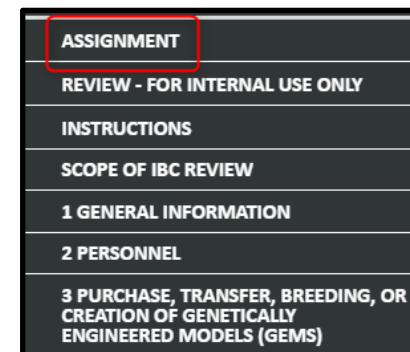 ASSIGNMENT
REVIEW - FOR INTERNAL USE ONLY
INSTRUCTIONS
SCOPE OF IBC REVIEW
1 GENERAL INFORMATION
2 PERSONNEL
3 PURCHASE, TRANSFER, BREEDING, OR
CREATION OF GENETICALLY
ENGINEERED MODELS (GEMS)